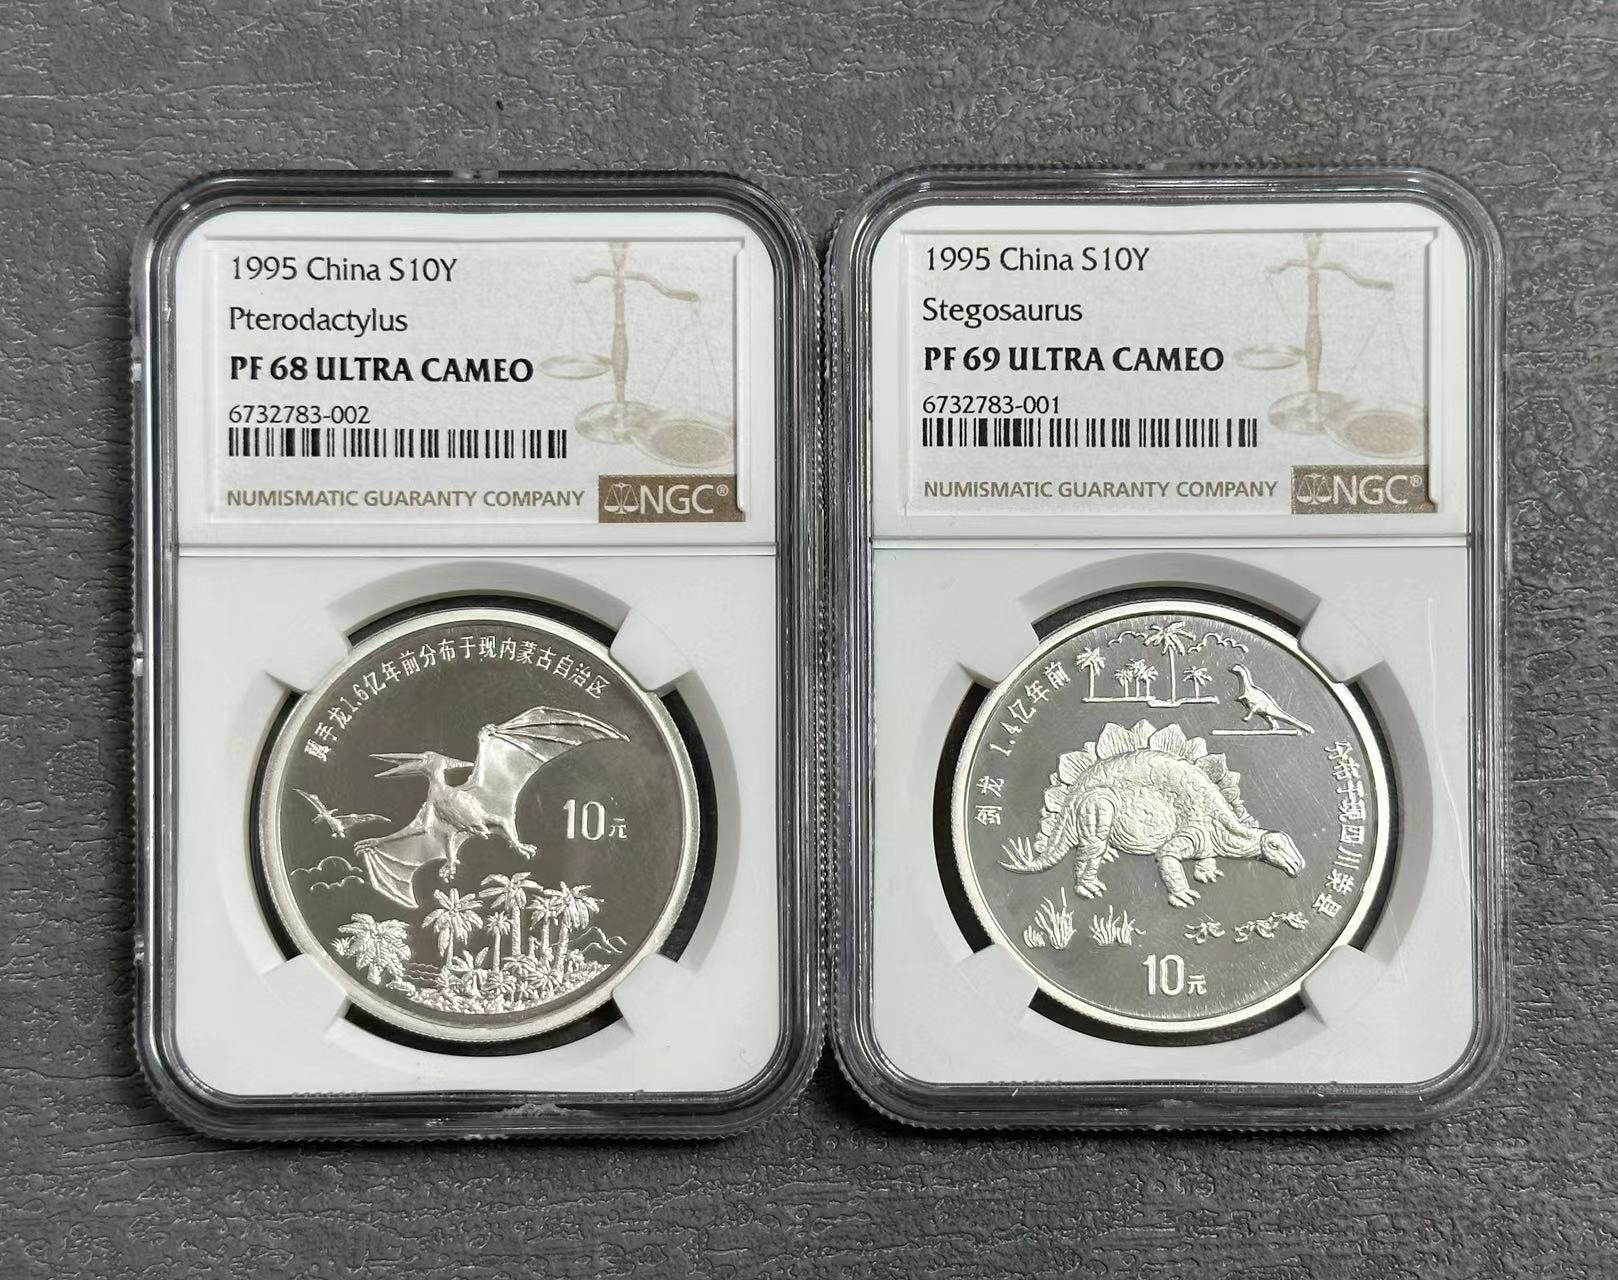 1995 China S10Y
Pterodactylus
PF 68 ULTRA CAMEO
6732783-002
NUMISMATIC GUARANTY COMPANY
NGC®
翼手龙1.6亿年前分布于现内蒙古自治区
10元
1995 China S10Y
Stegosaurus
PF 69 ULTRA CAMEO
6732783-001
NUMISMATIC GUARANTY COMPANY
NGC®
剑龙 1.4亿年前
分布于现四川荣县
10元